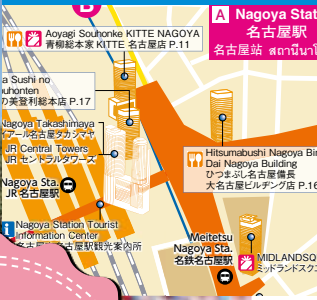 B
A Nagoya Stat
名古屋駅
名古屋站 สถานีนาโ
Aoyagi Souhonke KITTE NAGOYA
青柳総本家 KITTE 名古屋店 P.11
a Sushi no
uhonten
の美登利総本店 P.17
Nagoya Takashimaya
イアール名古屋タカシマヤ
JR Central Towers
JR セントラルタワーズ
Nagoya Sta.
JR 名古屋駅
Hitsumabushi Nagoya Bin
Dai Nagoya Building
ひつまぶし名古屋備長
大名古屋ビルヂング店 P.16
Nagoya Station Tourist
Information Center
名古屋駅観光案内所
Meitetsu
Nagoya Sta.
名鉄名古屋駅
MIDLANDSQ
ミッドランドスクエ